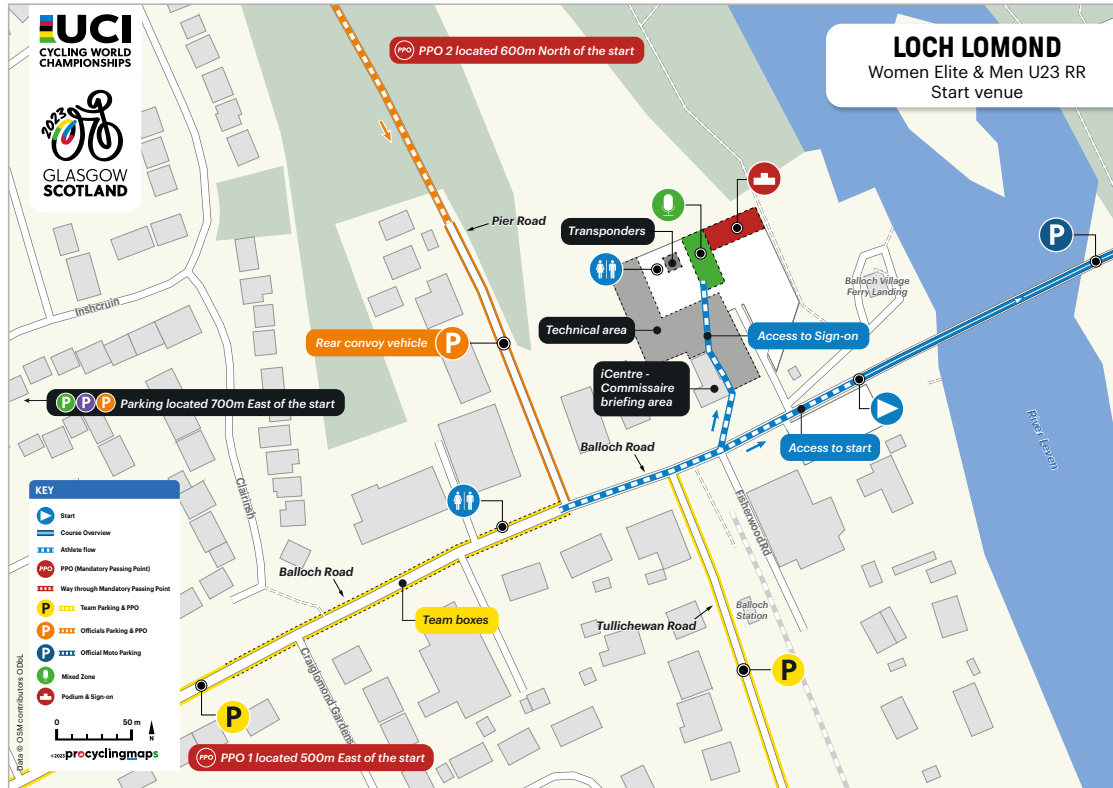 UCI
CYCLING WORLD
CHAMPIONSHIPS
2023
GLASGOW
SCOTLAND
PPO PPO 2 located 600m North of the start
LOCH LOMOND
Women Elite & Men U23 RR
Start venue
Pier Road
Transponders
P
Balloch Village
Ferry Landing
Inshcruin
Rear convoy vehicle P
Technical area
Access to Sign-on
iCentre -
Commissaire
briefing area
P P P Parking located 700m East of the start
Balloch Road
Access to start
River Leven
Clairinsh
Fisherwood Rd
Balloch Road
Team boxes
Tullichewan Road
Balloch
Station
Craiglomond Gardens
P
P
PPO PPO 1 located 500m East of the start
KEY
Start
Course Overview
Athlete flow
PPO PPO (Mandatory Passing Point)
Way through Mandatory Passing Point
P Team Parking & PPO
P Officials Parking & PPO
P Official Moto Parking
Mixed Zone
Podium & Sign-on
0 50 m
N
©2023 procyclingmaps
Data © OSM contributors ODbL